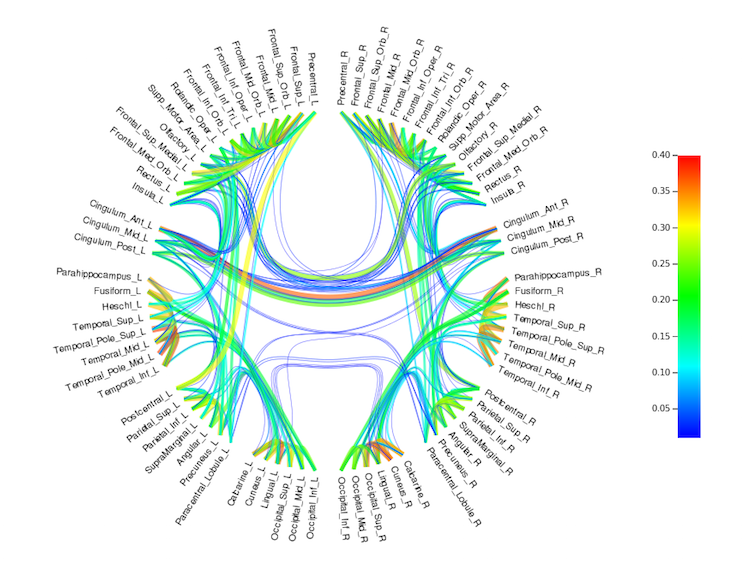 Precentral_L
Frontal_Sup_L
Frontal_Sup_Orb_L
Frontal_Mid_L
Frontal_Mid_Orb_L
Frontal_Inf_Oper_L
Frontal_Inf_Tri_L
Frontal_Inf_Orb_L
Rolandic_Oper_L
Supp_Motor_Area_L
Olfactory_L
Frontal_Sup_Medial_L
Frontal_Med_Orb_L
Rectus_L
Insula_L
Cingulum_Ant_L
Cingulum_Mid_L
Cingulum_Post_L
Parahippocampus_L
Fusiform_L
Heschl_L
Temporal_Sup_L
Temporal_Pole_Sup_L
Temporal_Mid_L
Temporal_Pole_Mid_L
Temporal_Inf_L
Postcentral_L
Parietal_Sup_L
Parietal_Inf_L
SupraMarginal_L
Angular_L
Precuneus_L
Paracentral_Lobule_L
Calcarine_L
Cuneus_L
Lingual_L
Occipital_Sup_L
Occipital_Mid_L
Occipital_Inf_L
Precentral_R
Frontal_Sup_R
Frontal_Sup_Orb_R
Frontal_Mid_R
Frontal_Mid_Orb_R
Frontal_Inf_Oper_R
Frontal_Inf_Tri_R
Frontal_Inf_Orb_R
Rolandic_Oper_R
Supp_Motor_Area_R
Olfactory_R
Frontal_Sup_Medial_R
Frontal_Med_Orb_R
Rectus_R
Insula_R
Cingulum_Ant_R
Cingulum_Mid_R
Cingulum_Post_R
Parahippocampus_R
Fusiform_R
Heschl_R
Temporal_Sup_R
Temporal_Pole_Sup_R
Temporal_Mid_R
Temporal_Pole_Mid_R
Temporal_Inf_R
Postcentral_R
Parietal_Sup_R
Parietal_Inf_R
SupraMarginal_R
Angular_R
Precuneus_R
Paracentral_Lobule_R
Calcarine_R
Cuneus_R
Lingual_R
Occipital_Sup_R
Occipital_Mid_R
Occipital_Inf_R
0.40
0.35
0.30
0.25
0.20
0.15
0.10
0.05